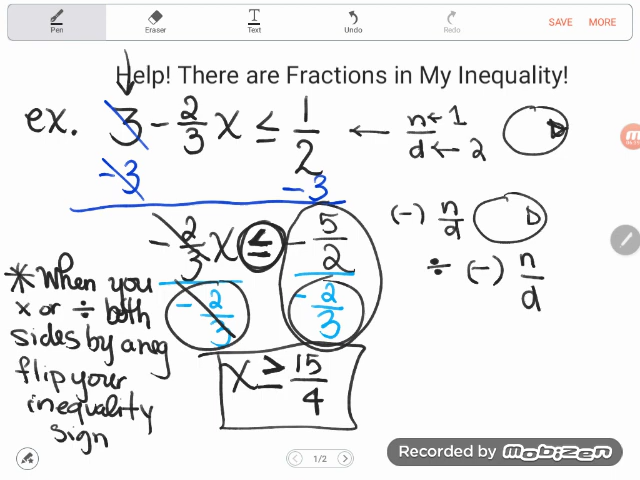 Pen Eraser Text Undo Redo SAVE MORE
Help! There are Fractions in My Inequality!
ex. 3 - 2/3 x ≤ 1/2 ← n←1
d←2
-3 -3
-2/3 x ≤ -5/2
-2/3 -2/3
x ≥ 15/4
(-) n/d
÷ (-) n/d
* When you
x or ÷ both
sides by a neg
flip your
inequality
sign
1/2
Recorded by
mobizen